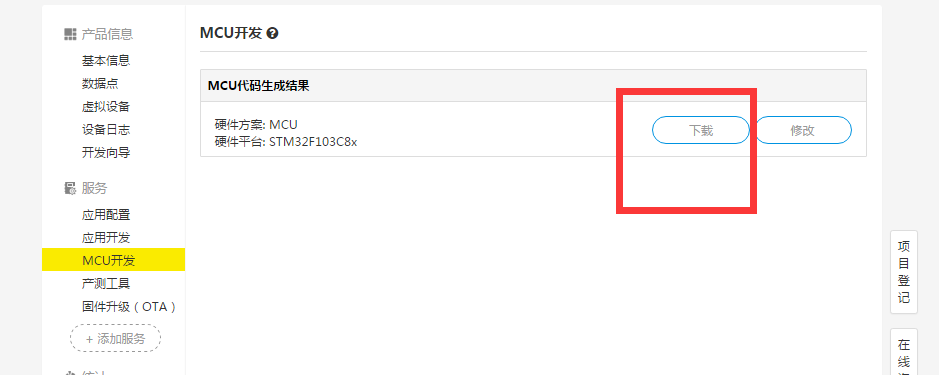 产品信息
基本信息
数据点
虚拟设备
设备日志
开发向导
服务
应用配置
应用开发
MCU开发
产测工具
固件升级（OTA）
+ 添加服务
MCU开发 ?
MCU代码生成结果
硬件方案: MCU
硬件平台: STM32F103C8x
下载
修改
项目登记
在线